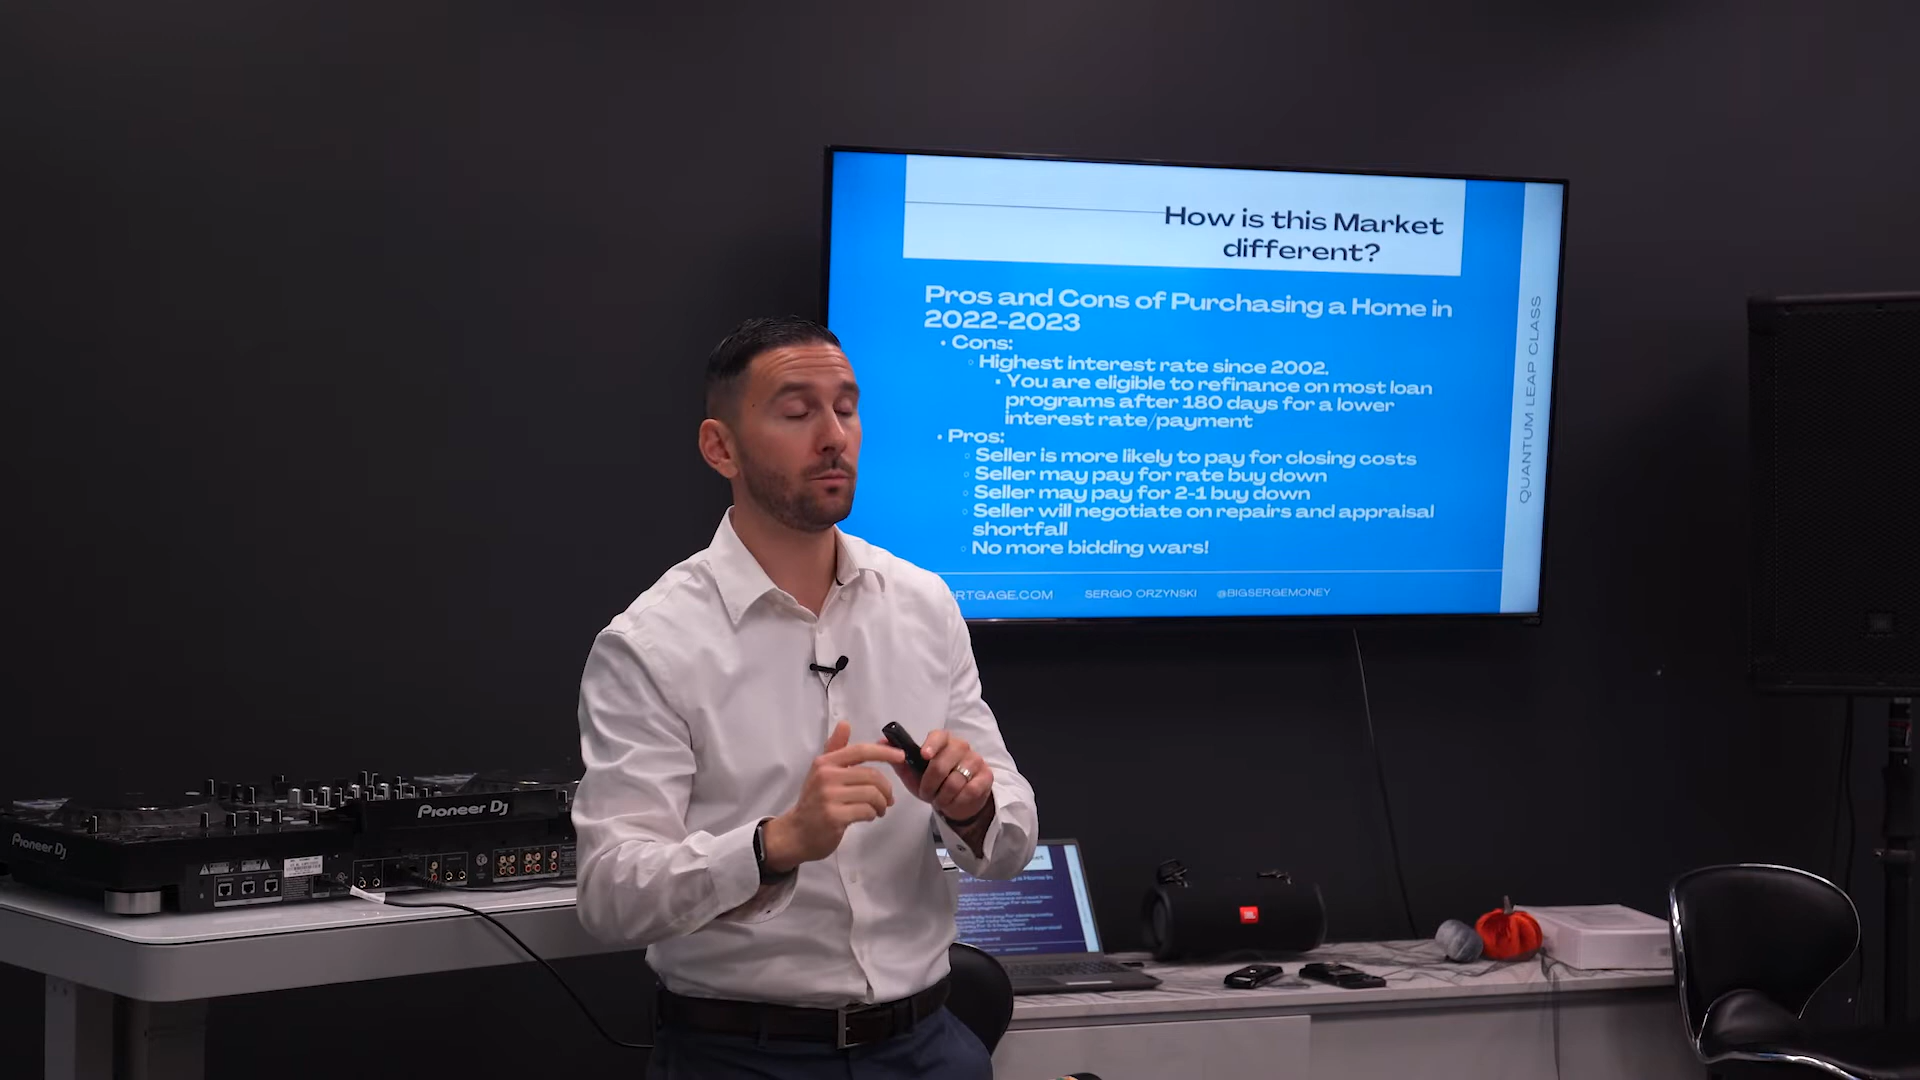 How is this Market
different?
Pros and Cons of Purchasing a Home in
2022-2023
• Cons:
◦ Highest interest rate since 2002.
▪ You are eligible to refinance on most loan
programs after 180 days for a lower
interest rate/payment
• Pros:
◦ Seller is more likely to pay for closing costs
◦ Seller may pay for rate buy down
◦ Seller may pay for 2-1 buy down
◦ Seller will negotiate on repairs and appraisal
shortfall
◦ No more bidding wars!
ORTGAGE.COM SERGIO ORZYNSKI @BIGSERGEMONEY
QUANTUM LEAP CLASS
Pioneer Dj
Pioneer Dj
JBL